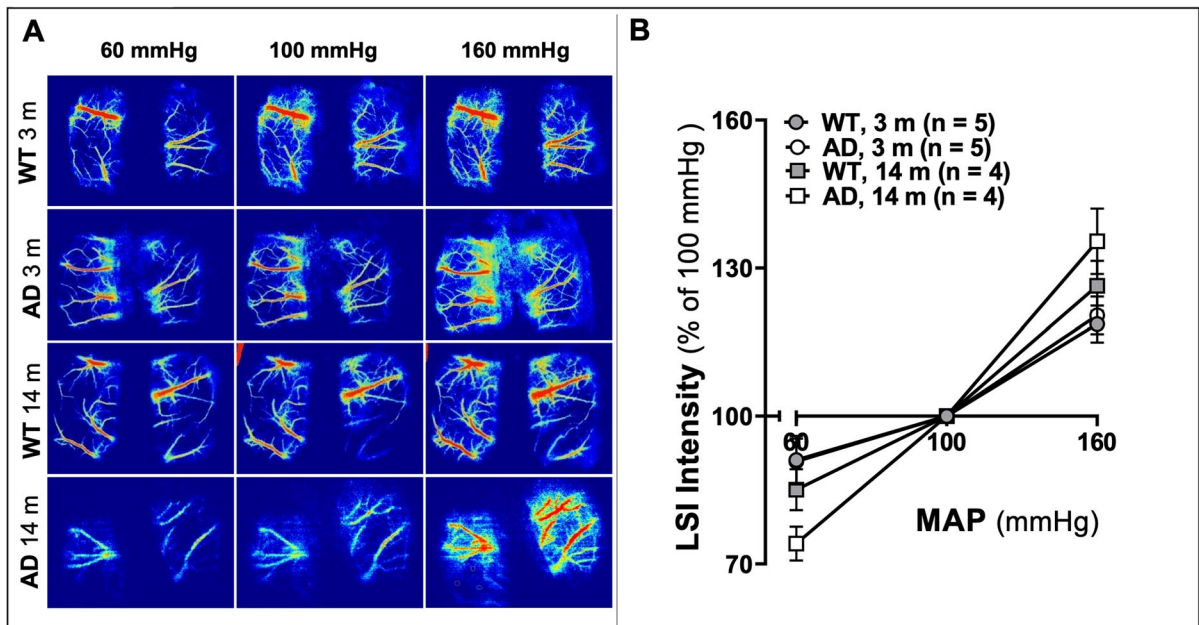 A
60 mmHg 100 mmHg 160 mmHg
WT 3 m
AD 3 m
WT 14 m
AD 14 m
B
LSI Intensity (% of 100 mmHg)
160
130
100
70
WT, 3 m (n = 5)
AD, 3 m (n = 5)
WT, 14 m (n = 4)
AD, 14 m (n = 4)
60 100 160
MAP (mmHg)